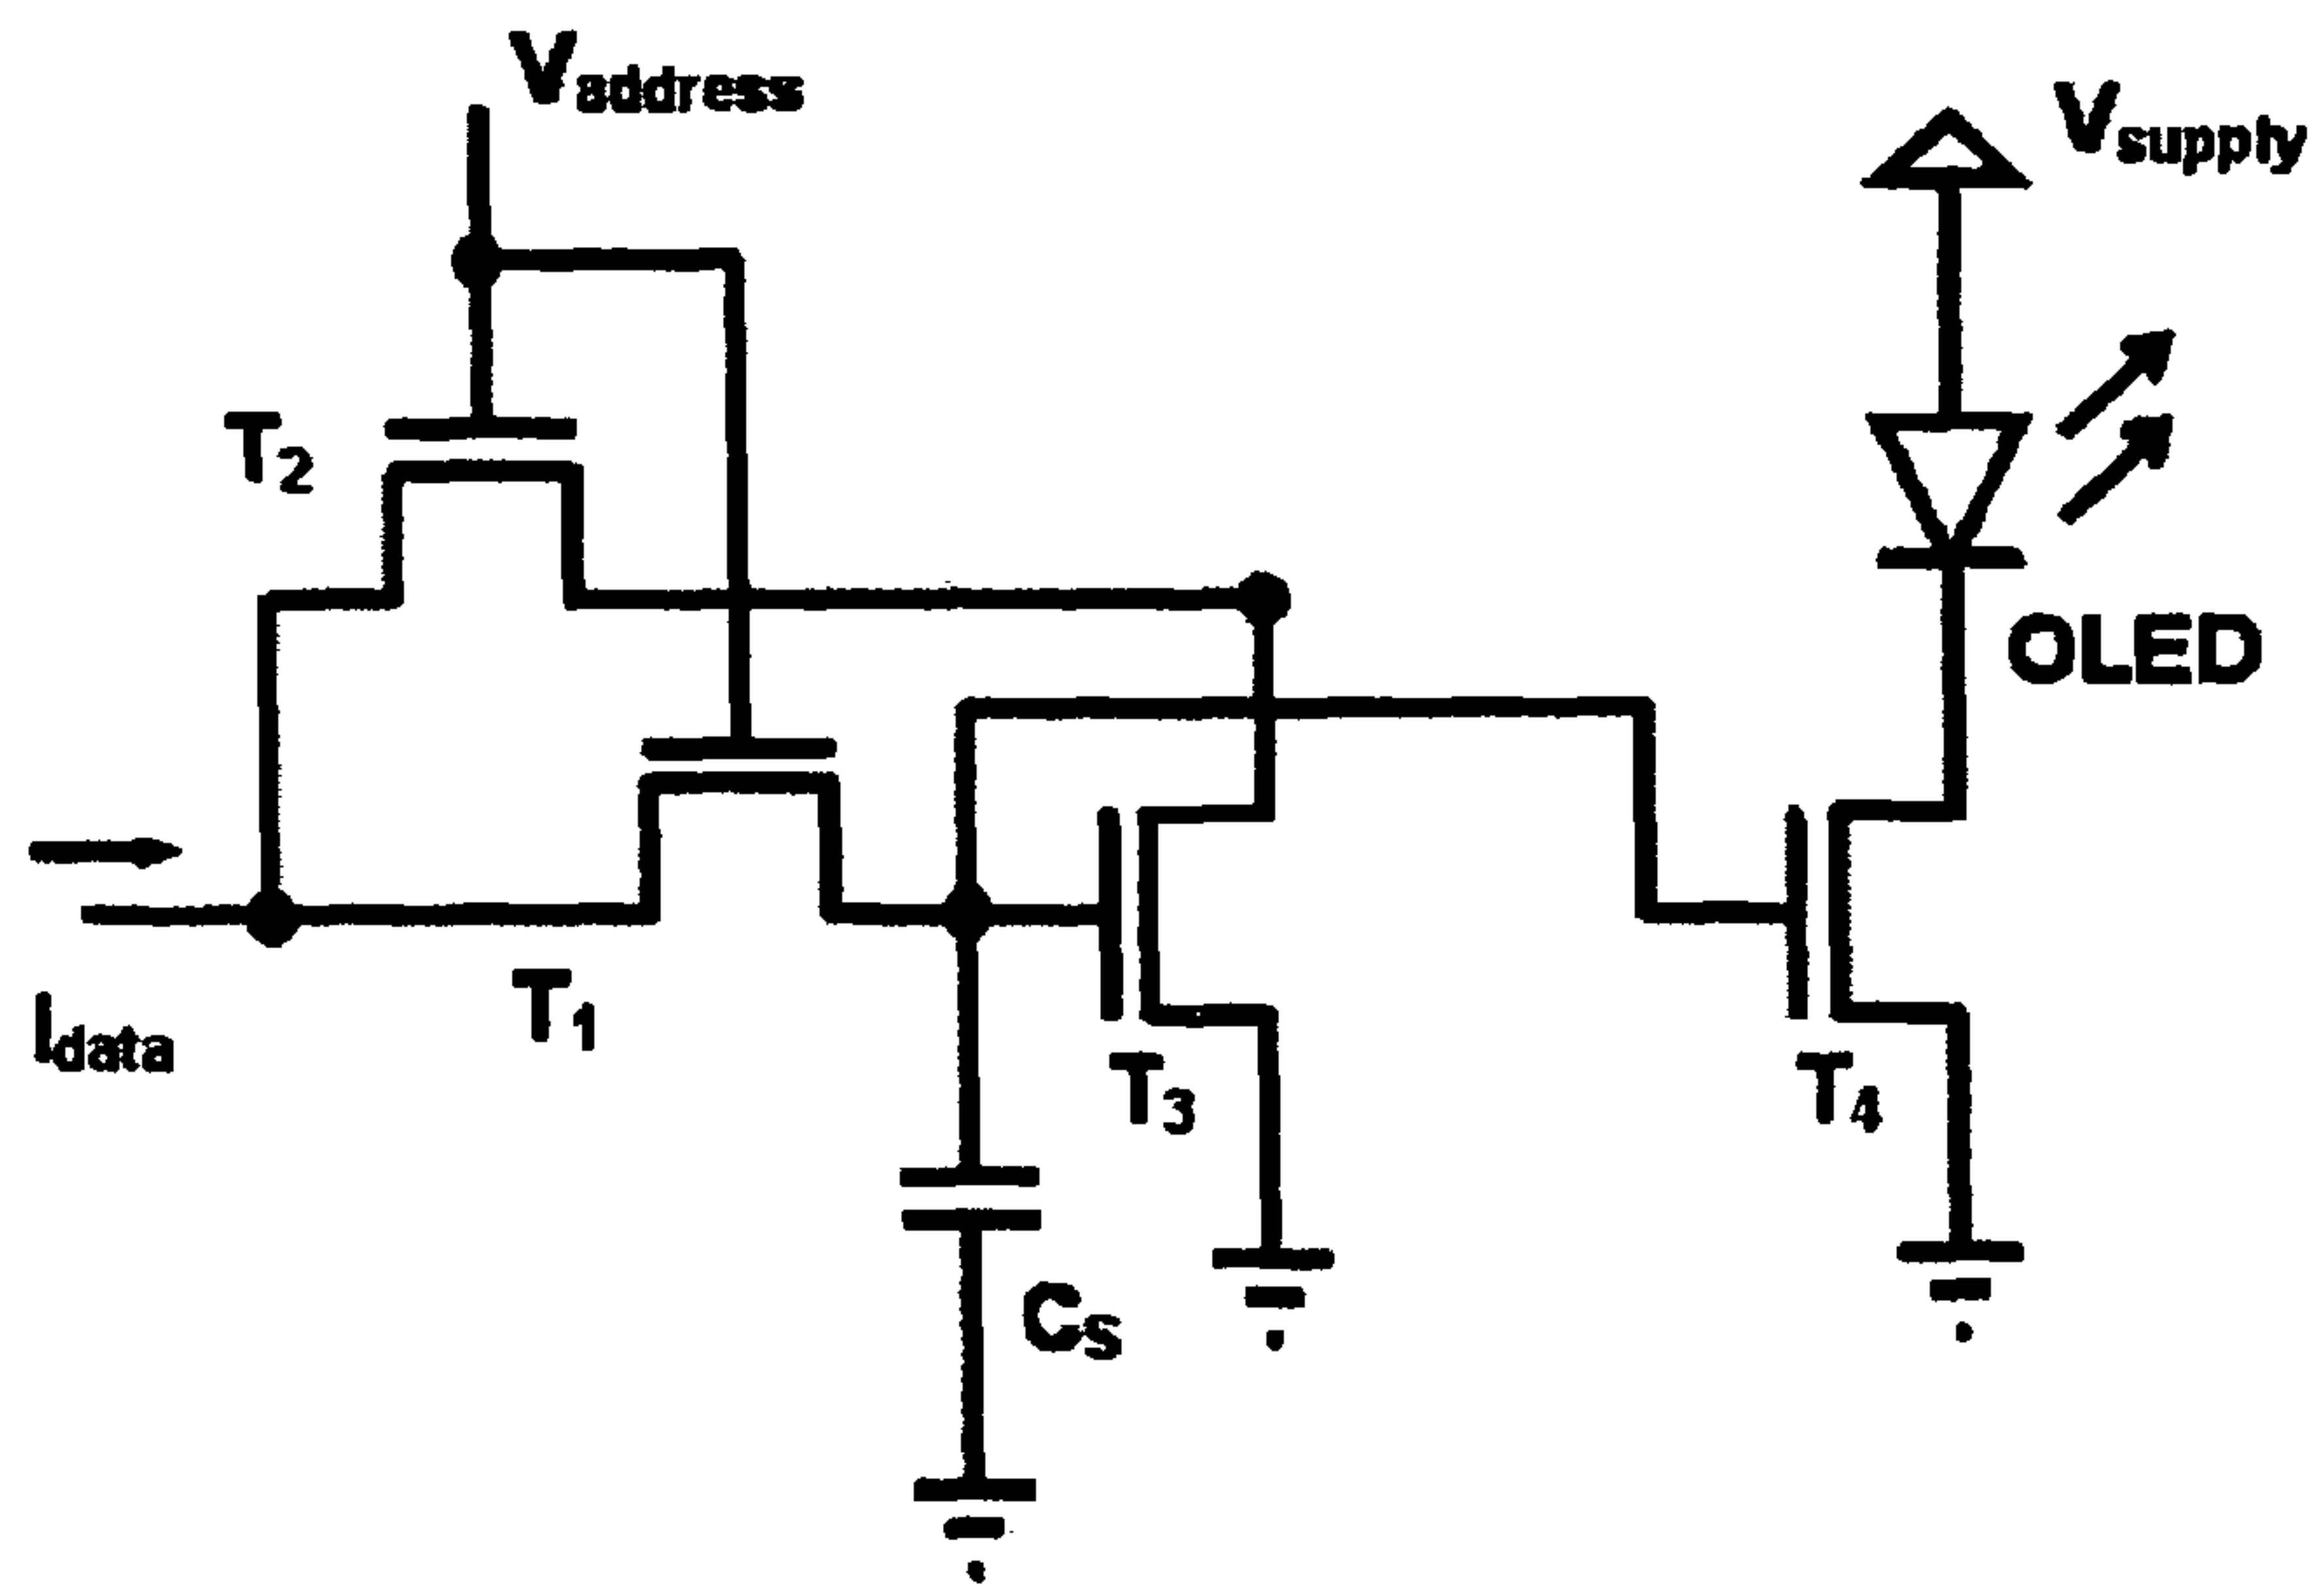 Vaddress
Vsupply
T2
OLED
T1
Idata
T3
T4
Cs